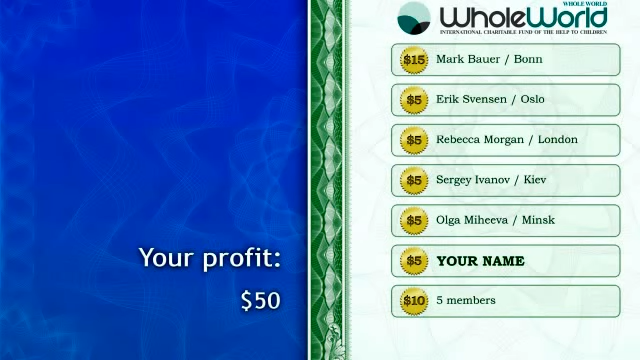 Your profit:
$50
WHOLE WORLD
WholeWorld
INTERNATIONAL CHARITABLE FUND OF THE HELP TO CHILDREN
$15 Mark Bauer / Bonn
$5 Erik Svensen / Oslo
$5 Rebecca Morgan / London
$5 Sergey Ivanov / Kiev
$5 Olga Miheeva / Minsk
$5 YOUR NAME
$10 5 members